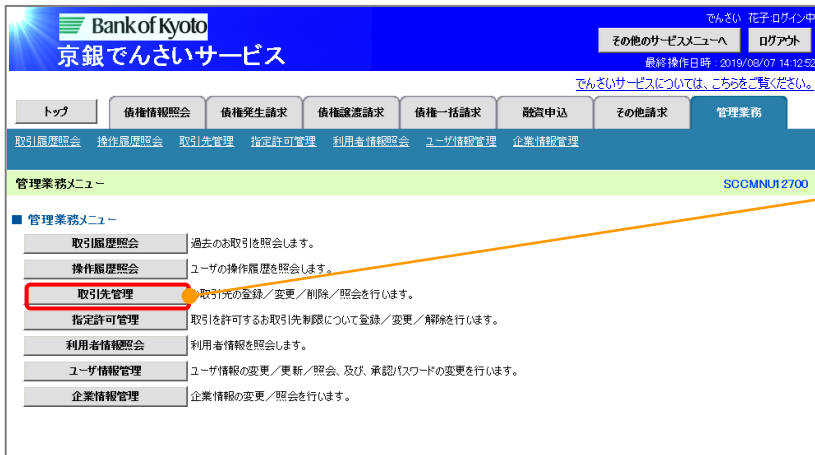 Bank of Kyoto
京銀でんさいサービス
でんさい 花子:ログイン中
その他のサービスメニューへ ログアウト
最終操作日時:2019/08/07 14:12:52
でんさいサービスについては、こちらをご覧ください。
トップ 債権情報照会 債権発生請求 債権譲渡請求 債権一括請求 融資申込 その他請求 管理業務
取引履歴照会 操作履歴照会 取引先管理 指定許可管理 利用者情報照会 ユーザ情報管理 企業情報管理
管理業務メニュー SCCMNU12700
■ 管理業務メニュー
取引履歴照会 過去のお取引を照会します。
操作履歴照会 ユーザの操作履歴を照会します。
取引先管理 取引先の登録/変更/削除/照会を行います。
指定許可管理 取引を許可するお取引先制限について登録/変更/解除を行います。
利用者情報照会 利用者情報を照会します。
ユーザ情報管理 ユーザ情報の変更/更新/照会、及び、承認パスワードの変更を行います。
企業情報管理 企業情報の変更/照会を行います。